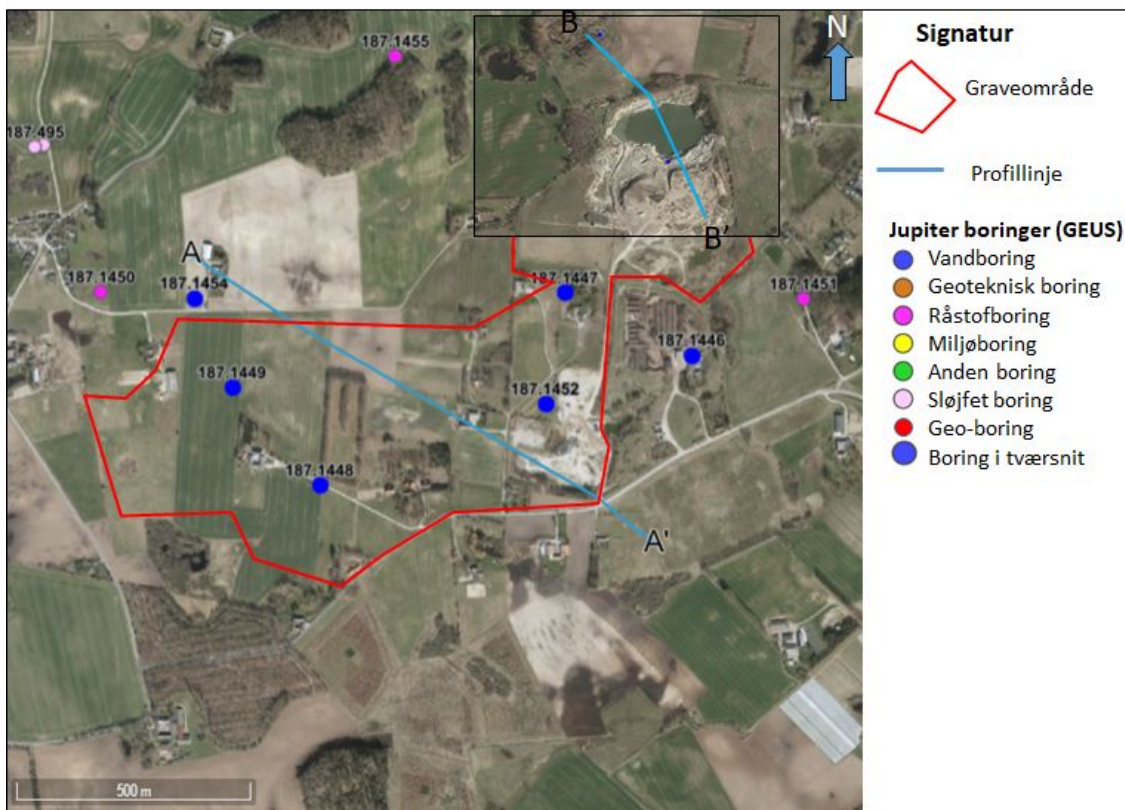 187.1455
B
N
187.495
B'
A
187.1450
187.1454
187.1447
187.1451
187.1446
187.1449
187.1452
187.1448
A'
500 m
Signatur
Graveområde
Profillinje
Jupiter boringer (GEUS)
Vandboring
Geoteknisk boring
Råstofboring
Miljøboring
Anden boring
Sløjfet boring
Geo-boring
Boring i tværsnit